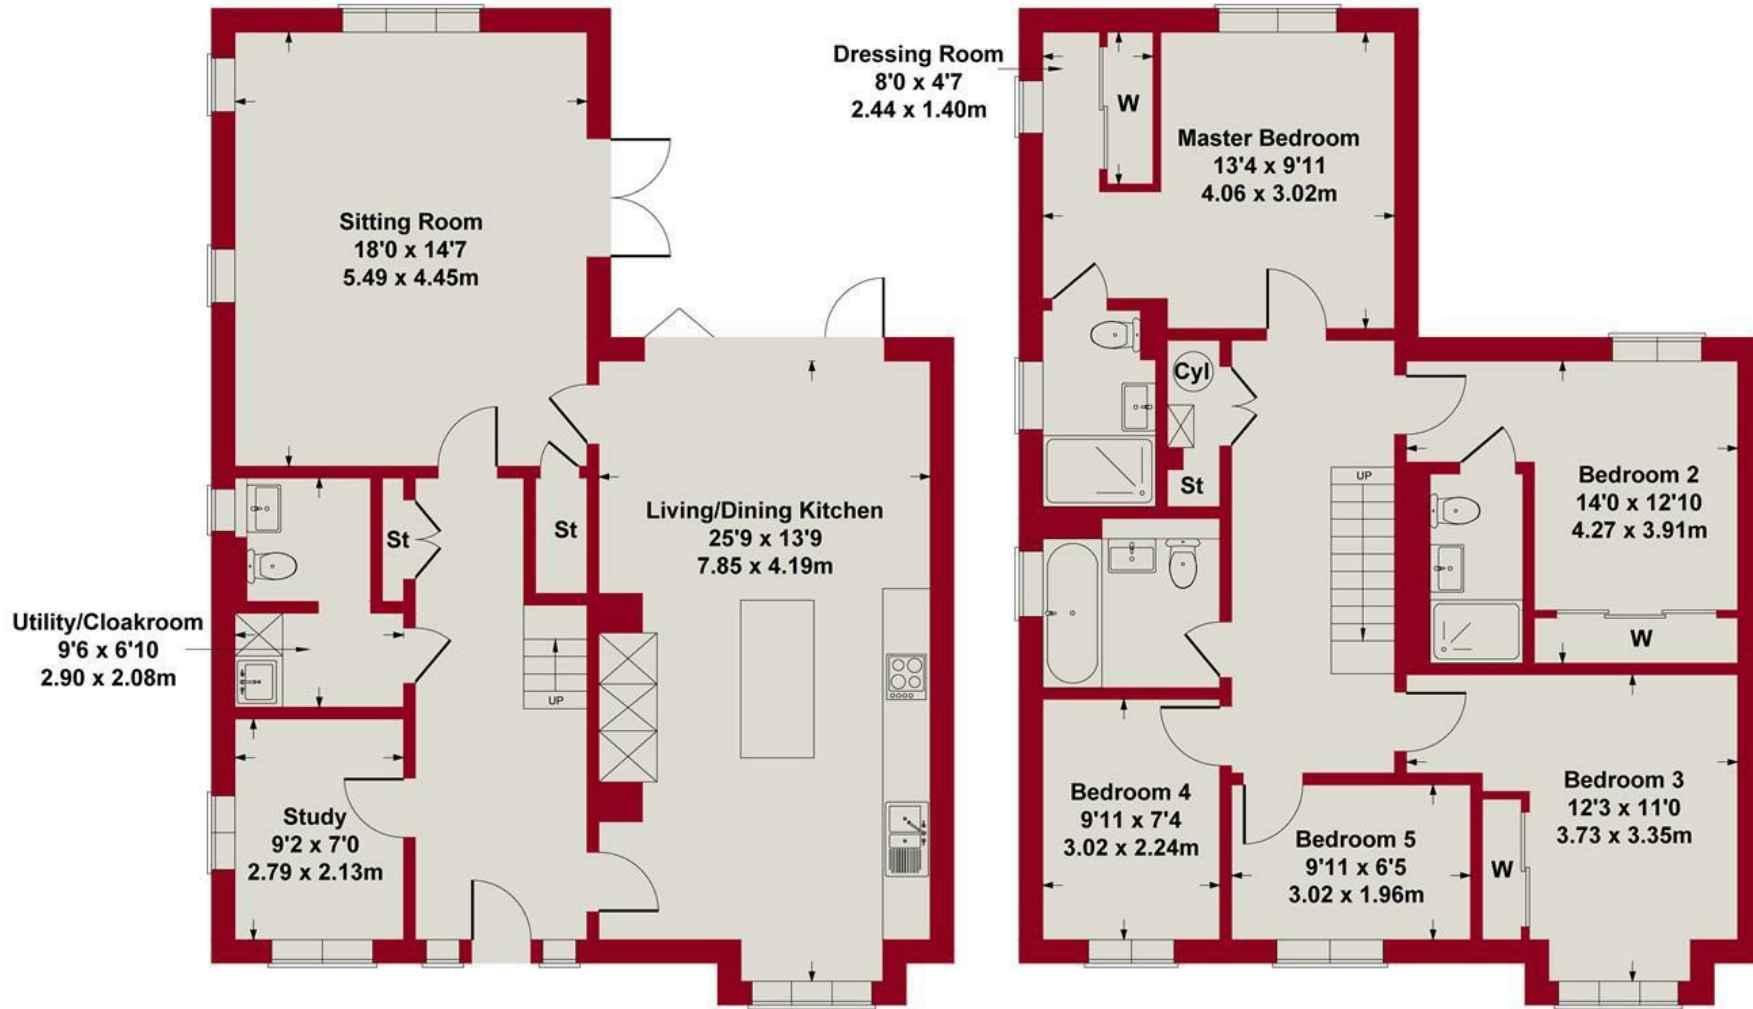 Sitting Room
18'0 x 14'7
5.49 x 4.45m
Living/Dining Kitchen
25'9 x 13'9
7.85 x 4.19m
St
St
Utility/Cloakroom
9'6 x 6'10
2.90 x 2.08m
UP
Study
9'2 x 7'0
2.79 x 2.13m
Dressing Room
8'0 x 4'7
2.44 x 1.40m
W
Master Bedroom
13'4 x 9'11
4.06 x 3.02m
Cyl
St
UP
Bedroom 2
14'0 x 12'10
4.27 x 3.91m
W
Bedroom 4
9'11 x 7'4
3.02 x 2.24m
Bedroom 5
9'11 x 6'5
3.02 x 1.96m
W
Bedroom 3
12'3 x 11'0
3.73 x 3.35m